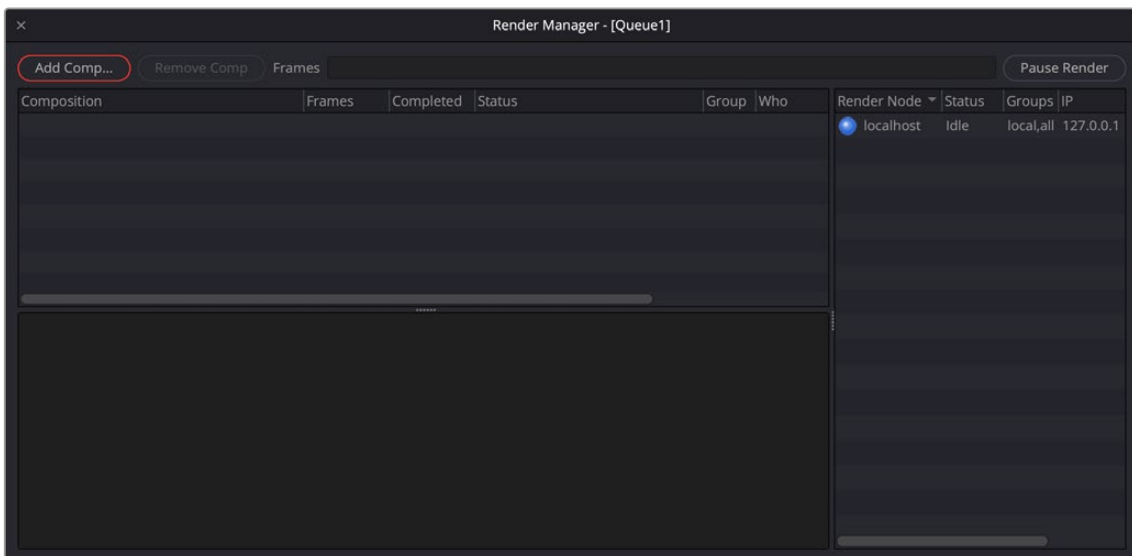 Render Manager - [Queue1]
Add Comp... Remove Comp Frames Pause Render
Composition Frames Completed Status Group Who
Render Node Status Groups IP
localhost Idle local,all 127.0.0.1